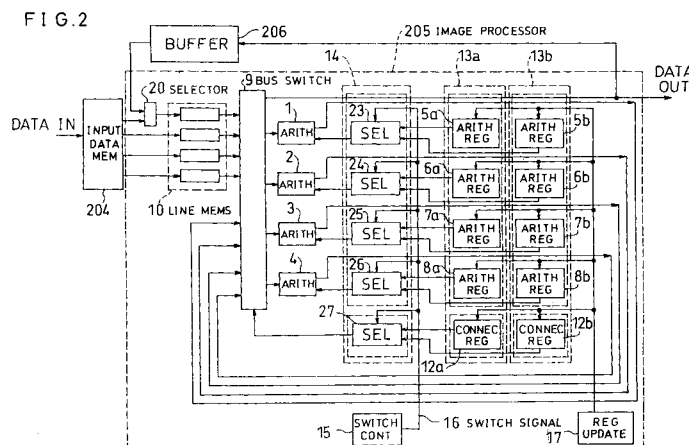 FIG.2
206
BUFFER
205 IMAGE PROCESSOR
20 SELECTOR
9 BUS SWITCH
14
13a
13b
DATA OUT
DATA IN
INPUT DATA MEM
204
10 LINE MEMS
1
ARITH
23
SEL
5a
ARITH REG
ARITH REG
5b
2
ARITH
24
SEL
6a
ARITH REG
ARITH REG
6b
3
ARITH
25
SEL
7a
ARITH REG
ARITH REG
7b
4
ARITH
26
SEL
8a
ARITH REG
ARITH REG
8b
27
SEL
CONNEC REG
12a
CONNEC REG
12b
15
SWITCH CONT
16 SWITCH SIGNAL
17
REG UPDATE